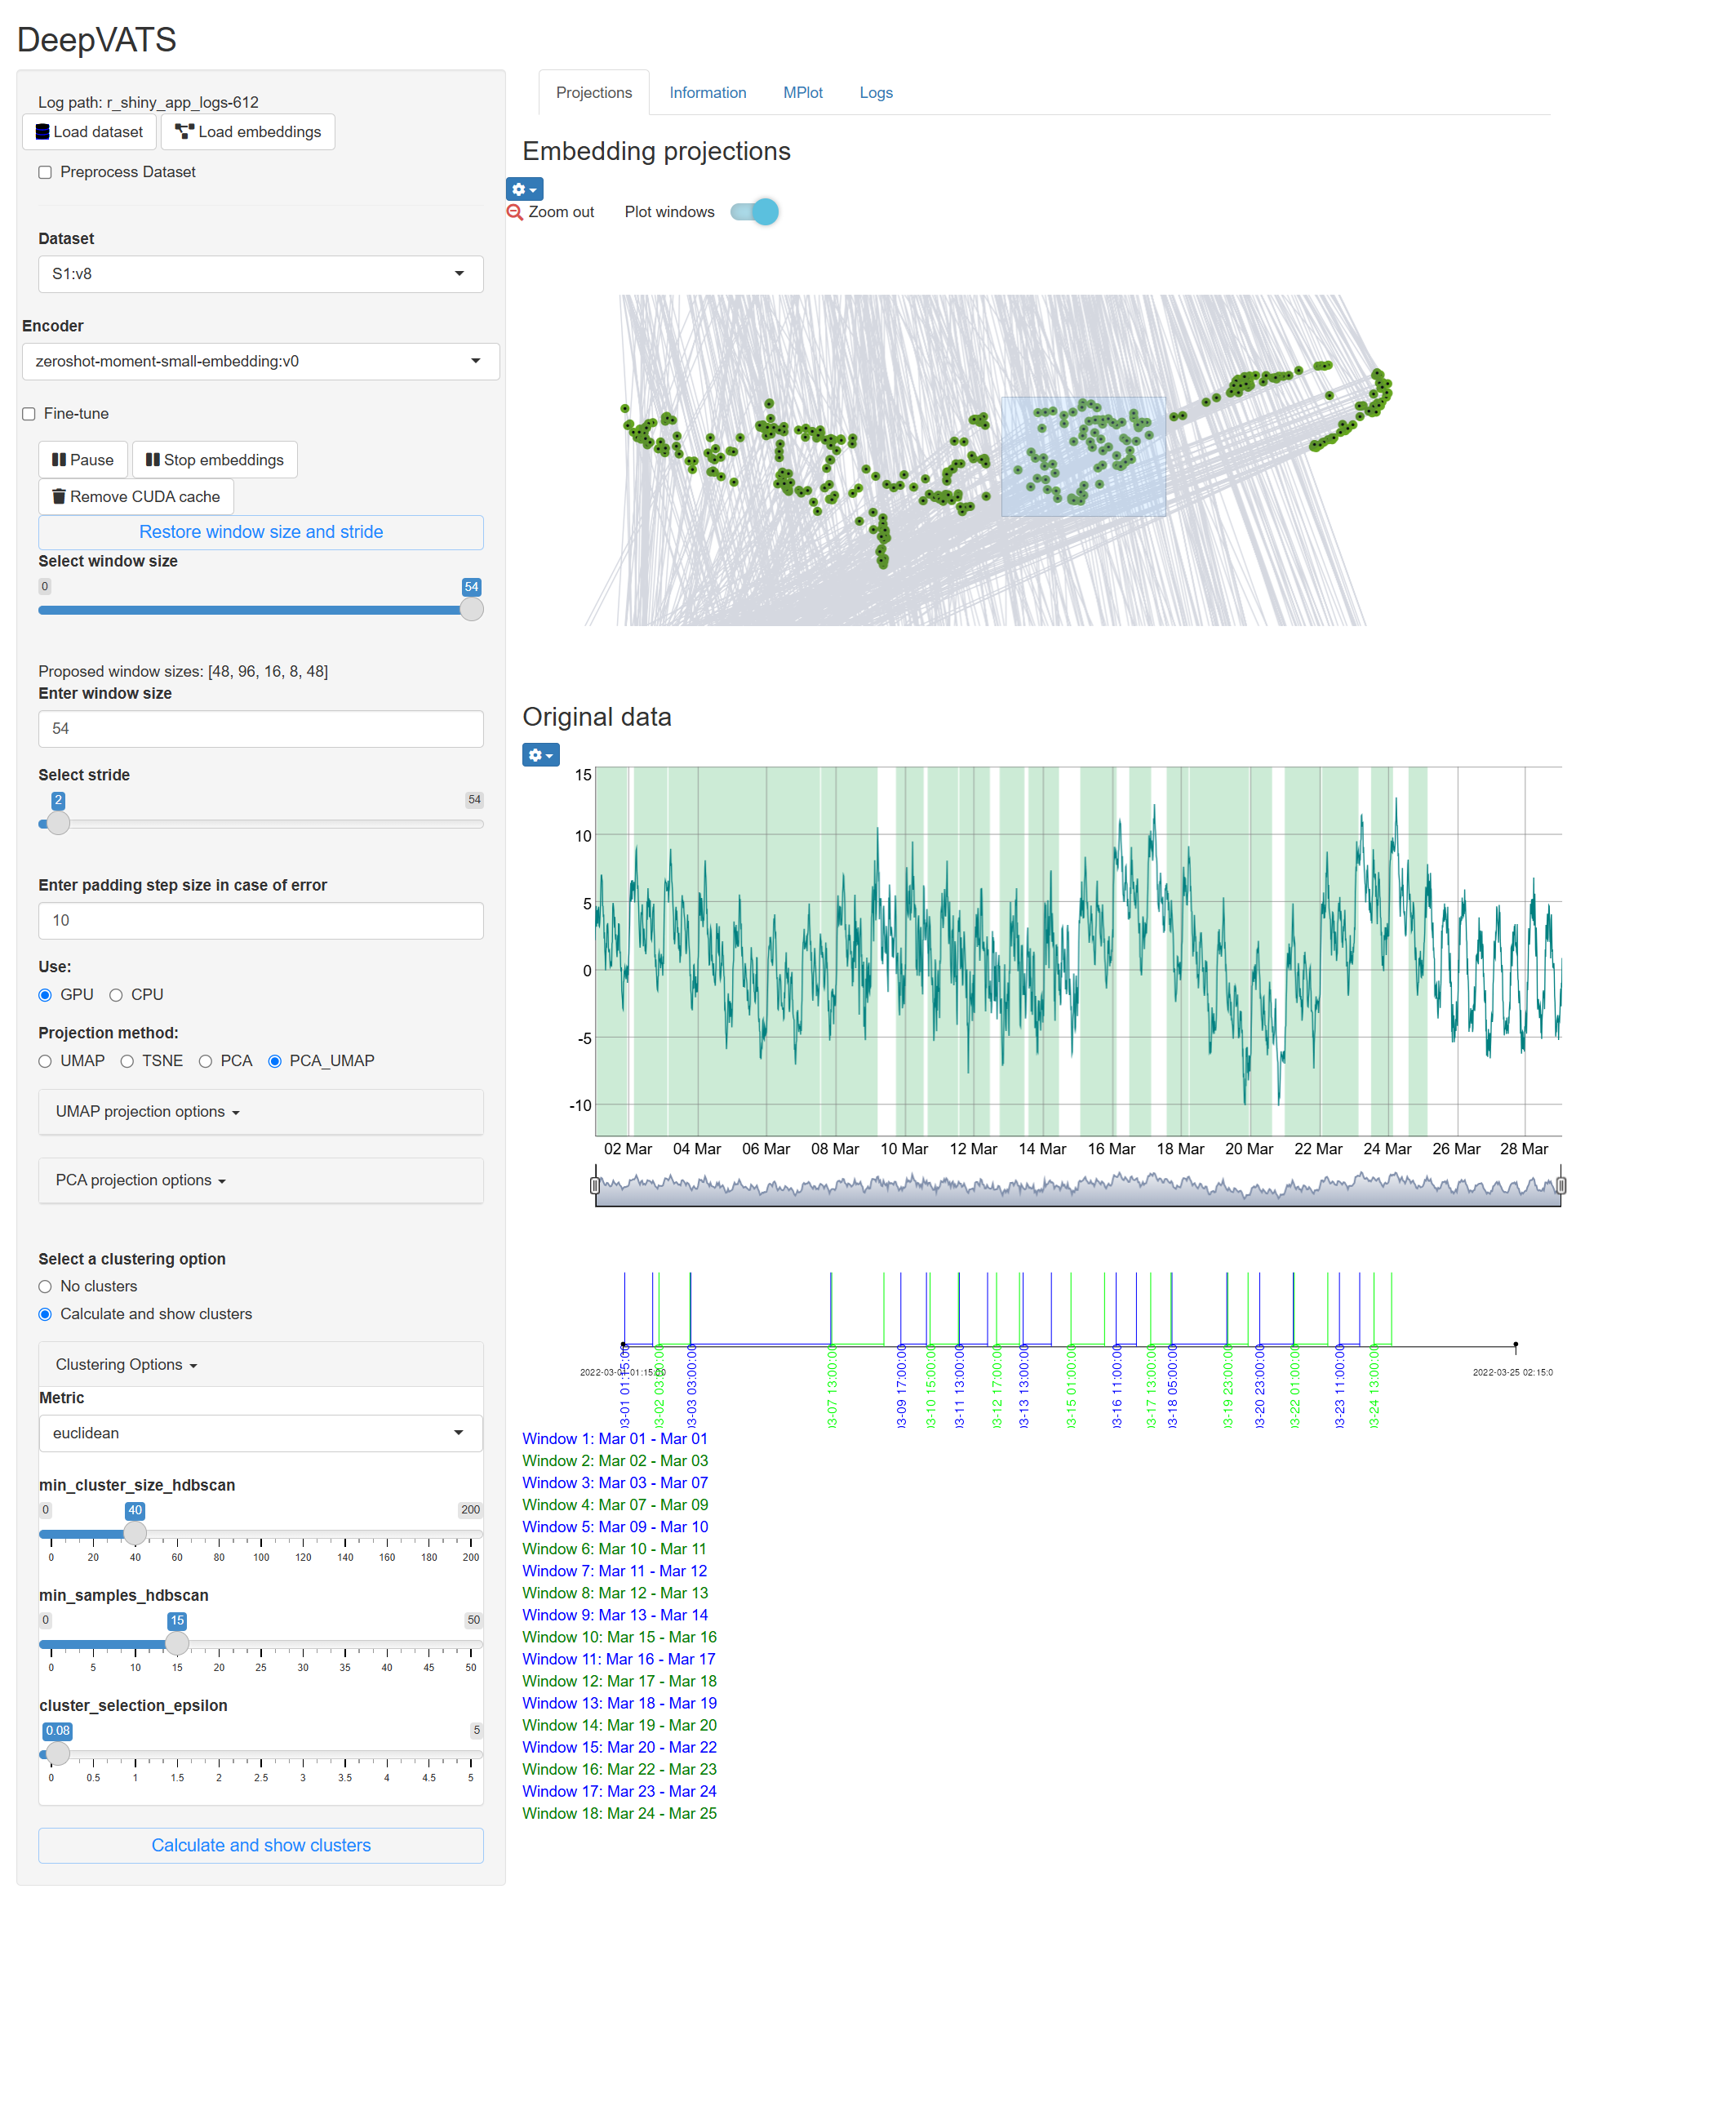 DeepVATS
Log path: r_shiny_app_logs-612
Load dataset
Load embeddings
Preprocess Dataset
Dataset
S1:v8
Encoder
zeroshot-moment-small-embedding:v0
Fine-tune
Pause
Stop embeddings
Remove CUDA cache
Restore window size and stride
Select window size
0
54
Proposed window sizes: [48, 96, 16, 8, 48]
Enter window size
54
Select stride
2
54
Enter padding step size in case of error
10
Use:
GPU CPU
Projection method:
UMAP TSNE PCA PCA_UMAP
UMAP projection options
PCA projection options
Select a clustering option
No clusters
Calculate and show clusters
Clustering Options
Metric
euclidean
min_cluster_size_hdbscan
0 40 200
0 20 40 60 80 100 120 140 160 180 200
min_samples_hdbscan
0 15 50
0 5 10 15 20 25 30 35 40 45 50
cluster_selection_epsilon
0.08 5
0 0.5 1 1.5 2 2.5 3 3.5 4 4.5 5
Calculate and show clusters
Projections Information MPlot Logs
Embedding projections
Zoom out Plot windows
Original data
15
10
5
0
-5
-10
02 Mar 04 Mar 06 Mar 08 Mar 10 Mar 12 Mar 14 Mar 16 Mar 18 Mar 20 Mar 22 Mar 24 Mar 26 Mar 28 Mar
2022-03-01 01:15:00
2022-03-25 02:15:0
03-01 01:15:00
03-02 03:00:00
03-03 03:00:00
03-07 13:00:00
03-09 17:00:00
03-10 15:00:00
03-11 13:00:00
03-12 17:00:00
03-13 13:00:00
03-15 01:00:00
03-16 11:00:00
03-17 13:00:00
03-18 05:00:00
03-19 23:00:00
03-20 23:00:00
03-22 01:00:00
03-23 11:00:00
03-24 13:00:00
Window 1: Mar 01 - Mar 01
Window 2: Mar 02 - Mar 03
Window 3: Mar 03 - Mar 07
Window 4: Mar 07 - Mar 09
Window 5: Mar 09 - Mar 10
Window 6: Mar 10 - Mar 11
Window 7: Mar 11 - Mar 12
Window 8: Mar 12 - Mar 13
Window 9: Mar 13 - Mar 14
Window 10: Mar 15 - Mar 16
Window 11: Mar 16 - Mar 17
Window 12: Mar 17 - Mar 18
Window 13: Mar 18 - Mar 19
Window 14: Mar 19 - Mar 20
Window 15: Mar 20 - Mar 22
Window 16: Mar 22 - Mar 23
Window 17: Mar 23 - Mar 24
Window 18: Mar 24 - Mar 25